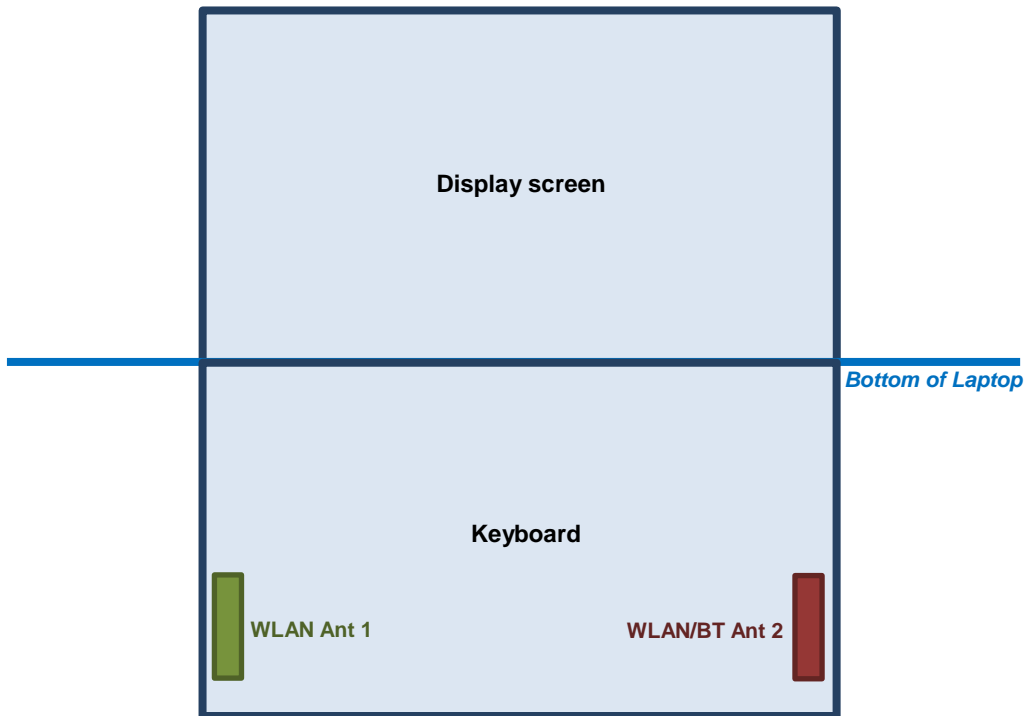 Display screen
Bottom of Laptop
Keyboard
WLAN Ant 1
WLAN/BT Ant 2